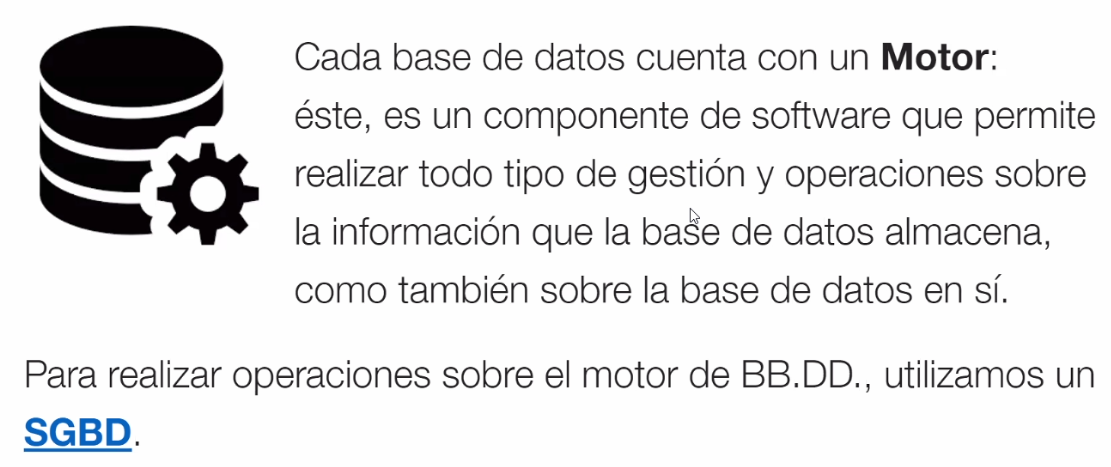 Cada base de datos cuenta con un Motor:
éste, es un componente de software que permite
realizar todo tipo de gestión y operaciones sobre
la información que la base de datos almacena,
como también sobre la base de datos en sí.
Para realizar operaciones sobre el motor de BB.DD., utilizamos un
SGBD.